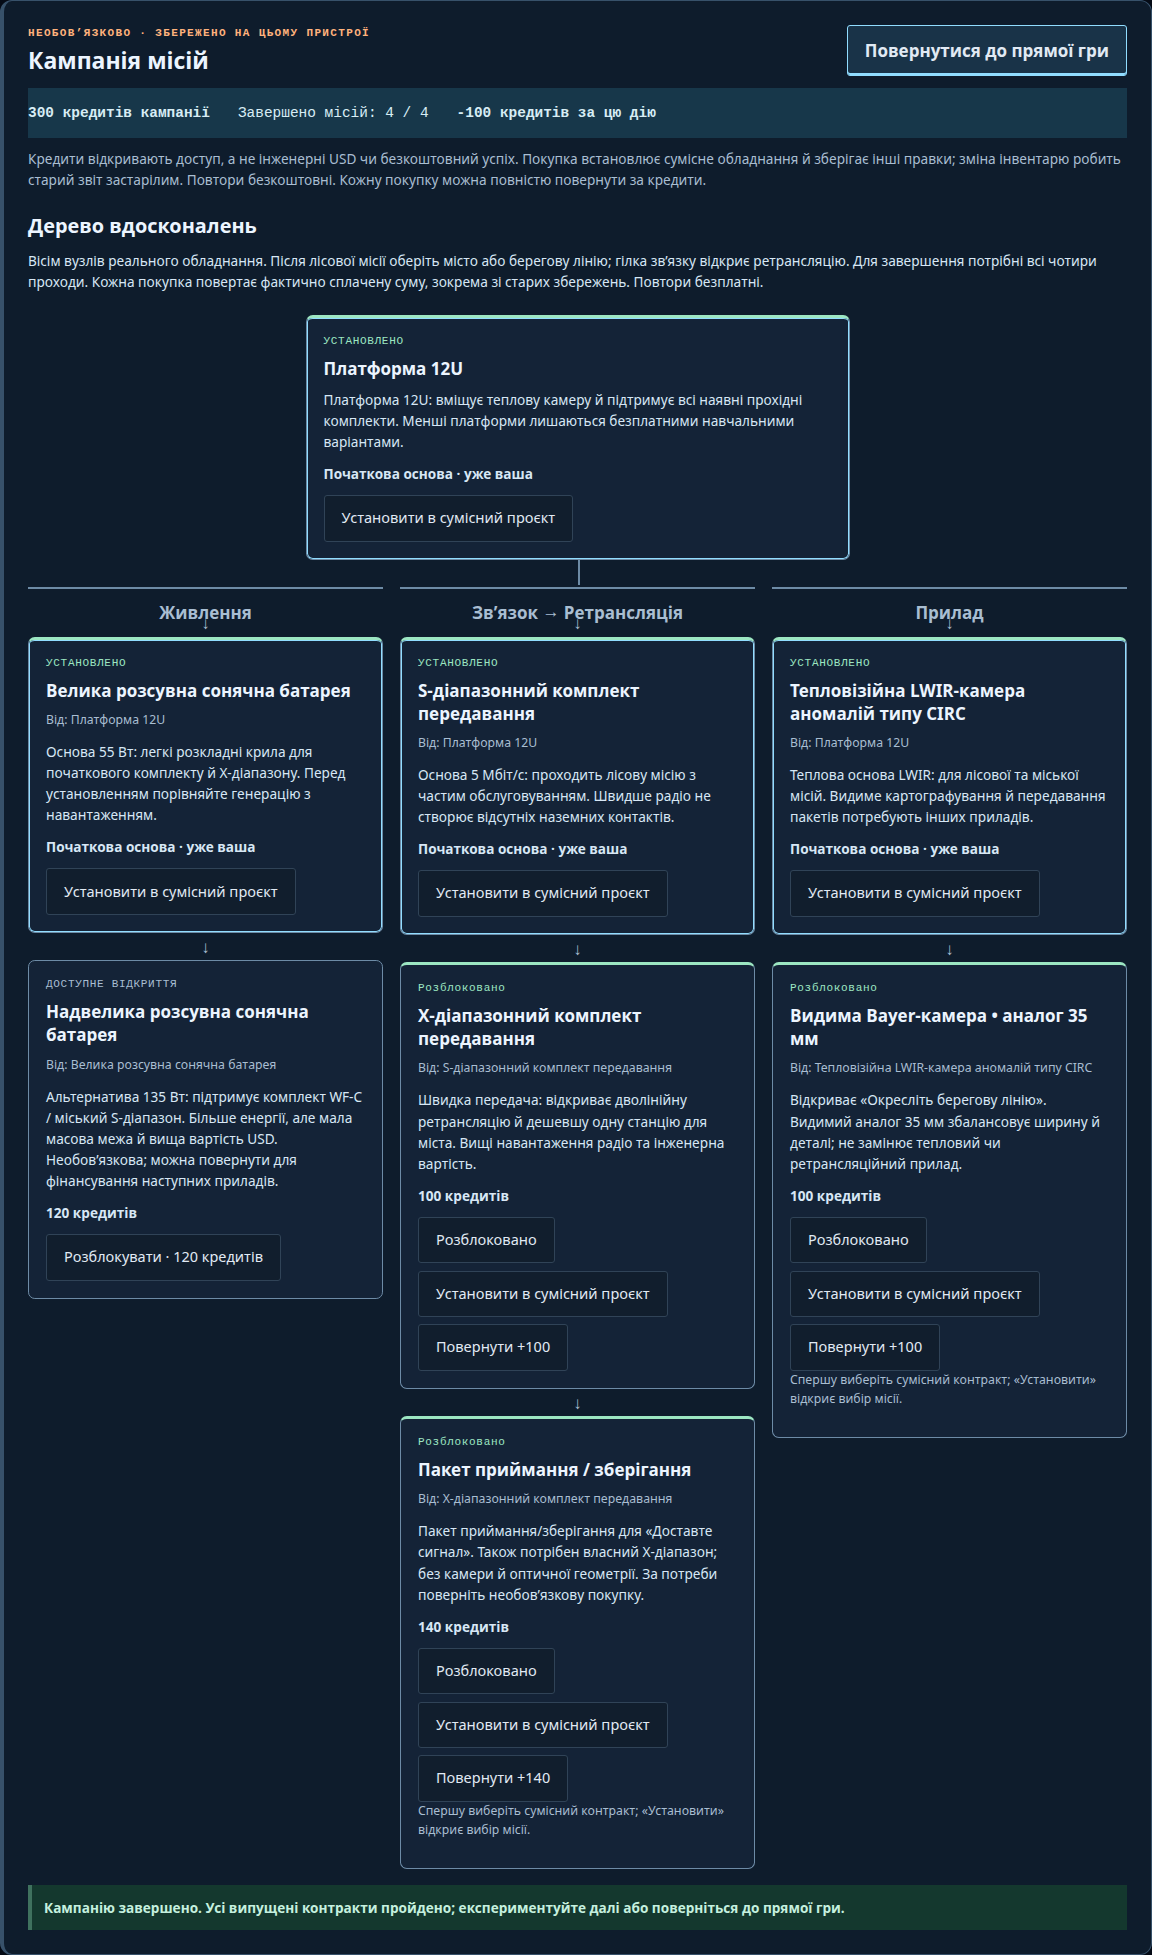 НЕОБОВ’ЯЗКОВО · ЗБЕРЕЖЕНО НА ЦЬОМУ ПРИСТРОЇ
Кампанія місій
Повернутися до прямої гри
300 кредитів кампанії Завершено місій: 4 / 4 -100 кредитів за цю дію
Кредити відкривають доступ, а не інженерні USD чи безкоштовний успіх. Покупка встановлює сумісне обладнання й зберігає інші правки; зміна інвентарю робить
старий звіт застарілим. Повтори безкоштовні. Кожну покупку можна повністю повернути за кредити.
Дерево вдосконалень
Вісім вузлів реального обладнання. Після лісової місії оберіть місто або берегову лінію; гілка зв’язку відкриє ретрансляцію. Для завершення потрібні всі чотири
проходи. Кожна покупка повертає фактично сплачену суму, зокрема зі старих збережень. Повтори безплатні.
УСТАНОВЛЕНО
Платформа 12U
Платформа 12U: вміщує теплову камеру й підтримує всі наявні прохідні
комплекти. Менші платформи лишаються безплатними навчальними
варіантами.
Початкова основа · уже ваша
Установити в сумісний проєкт
Живлення
↓
УСТАНОВЛЕНО
Велика розсувна сонячна батарея
Від: Платформа 12U
Основа 55 Вт: легкі розкладні крила для
початкового комплекту й X-діапазону. Перед
установленням порівняйте генерацію з
навантаженням.
Початкова основа · уже ваша
Установити в сумісний проєкт
↓
ДОСТУПНЕ ВІДКРИТТЯ
Надвелика розсувна сонячна
батарея
Від: Велика розсувна сонячна батарея
Альтернатива 135 Вт: підтримує комплект WF-C
/ міський S-діапазон. Більше енергії, але мала
масова межа й вища вартість USD.
Необов’язкова; можна повернути для
фінансування наступних приладів.
120 кредитів
Розблокувати · 120 кредитів
Зв’язок → Ретрансляція
↓
УСТАНОВЛЕНО
S-діапазонний комплект
передавання
Від: Платформа 12U
Основа 5 Мбіт/с: проходить лісову місію з
частим обслуговуванням. Швидше радіо не
створює відсутніх наземних контактів.
Початкова основа · уже ваша
Установити в сумісний проєкт
↓
Розблоковано
X-діапазонний комплект
передавання
Від: S-діапазонний комплект передавання
Швидка передача: відкриває дволінійну
ретрансляцію й дешевшу одну станцію для
міста. Вищі навантаження радіо та інженерна
вартість.
100 кредитів
Розблоковано
Установити в сумісний проєкт
Повернути +100
↓
Розблоковано
Пакет приймання / зберігання
Від: X-діапазонний комплект передавання
Пакет приймання/зберігання для «Доставте
сигнал». Також потрібен власний X-діапазон;
без камери й оптичної геометрії. За потреби
поверніть необов’язкову покупку.
140 кредитів
Розблоковано
Установити в сумісний проєкт
Повернути +140
Спершу виберіть сумісний контракт; «Установити»
відкриє вибір місії.
Прилад
↓
УСТАНОВЛЕНО
Тепловізійна LWIR-камера
аномалій типу CIRC
Від: Платформа 12U
Теплова основа LWIR: для лісової та міської
місій. Видиме картографування й передавання
пакетів потребують інших приладів.
Початкова основа · уже ваша
Установити в сумісний проєкт
↓
Розблоковано
Видима Bayer-камера • аналог 35
мм
Від: Тепловізійна LWIR-камера аномалій типу CIRC
Відкриває «Окресліть берегову лінію».
Видимий аналог 35 мм збалансовує ширину й
деталі; не замінює тепловий чи
ретрансляційний прилад.
100 кредитів
Розблоковано
Установити в сумісний проєкт
Повернути +100
Спершу виберіть сумісний контракт; «Установити»
відкриє вибір місії.
Кампанію завершено. Усі випущені контракти пройдено; експериментуйте далі або поверніться до прямої гри.